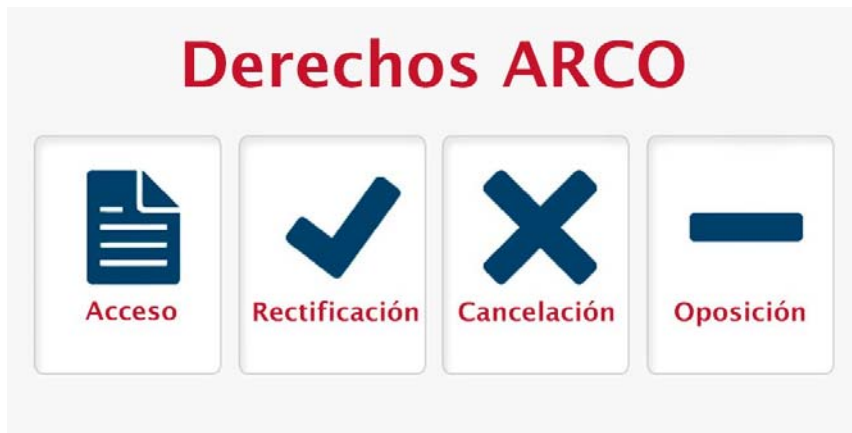 Derechos ARCO
Acceso
Rectificación
Cancelación
Oposición